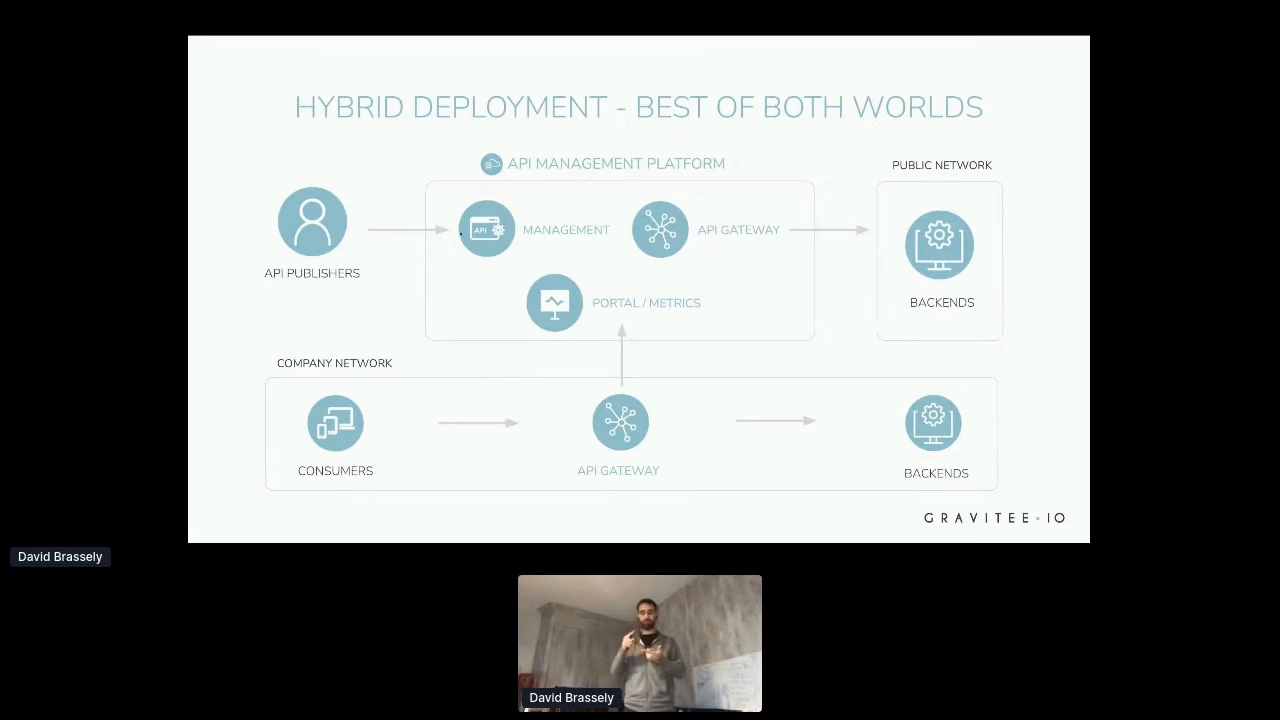 HYBRID DEPLOYMENT - BEST OF BOTH WORLDS
API MANAGEMENT PLATFORM
PUBLIC NETWORK
API PUBLISHERS
API
MANAGEMENT
API GATEWAY
PORTAL / METRICS
BACKENDS
COMPANY NETWORK
CONSUMERS
API GATEWAY
BACKENDS
GRAVITEE.IO
David Brassely
David Brassely